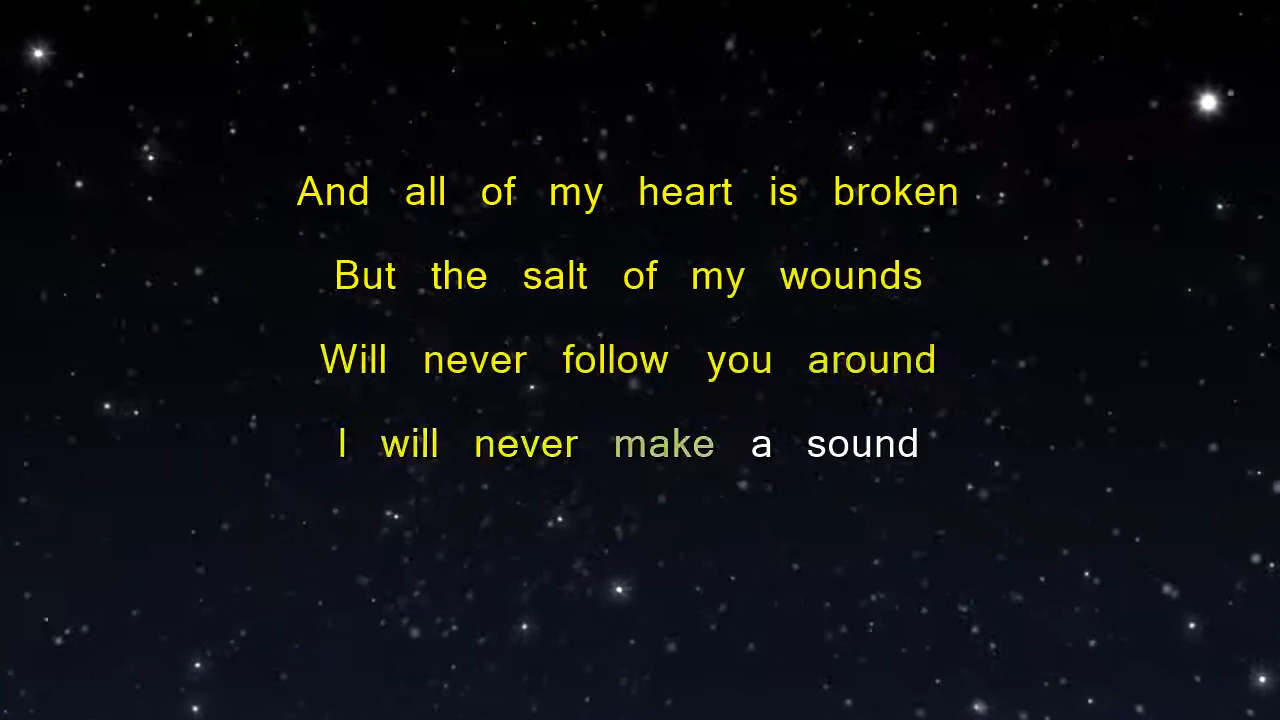 And all of my heart is broken
But the salt of my wounds
Will never follow you around
I will never make a sound